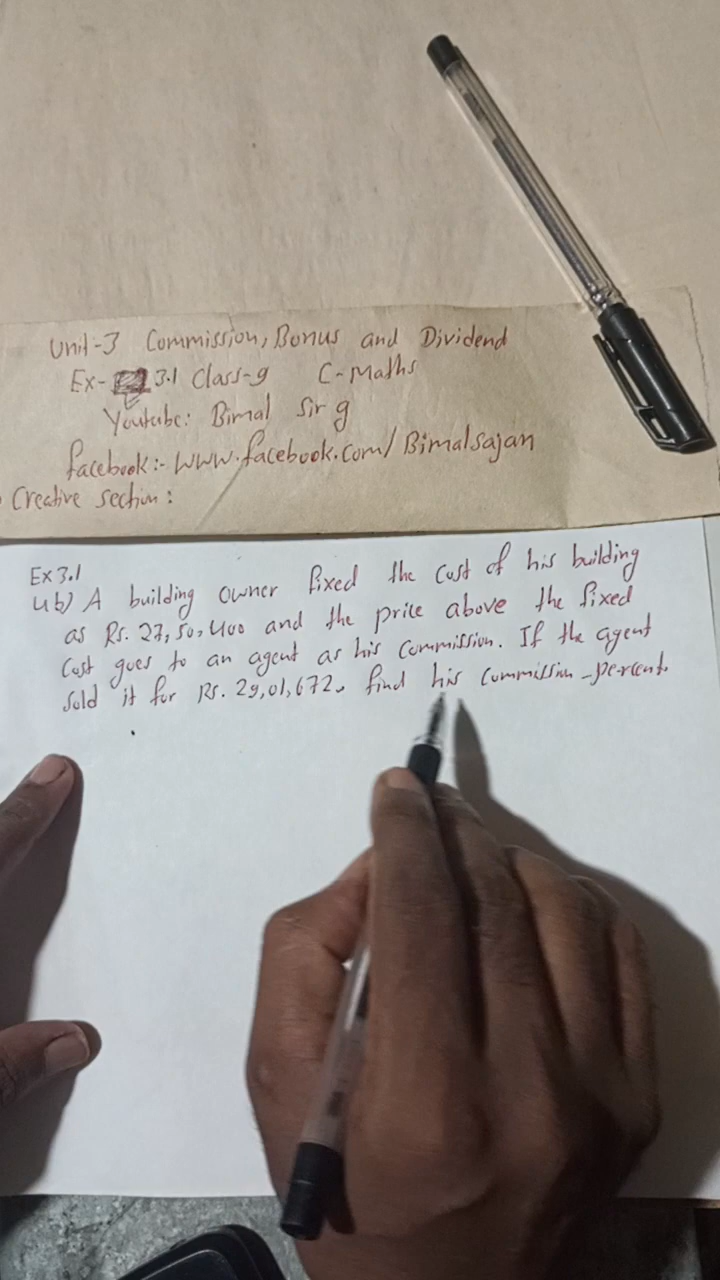 Unit-3 Commission, Bonus and Dividend
Ex- 3.1 Class-9 C-Maths
Youtube: Bimal Sir g
facebook:- www.facebook.com/Bimalsajan
Creative section:
Ex 3.1
4b) A building owner fixed the cost of his building
as Rs. 27,50,400 and the price above the fixed
cost goes to an agent as his commission. If the agent
sold it for Rs. 29,01,672. find his commission-percent.